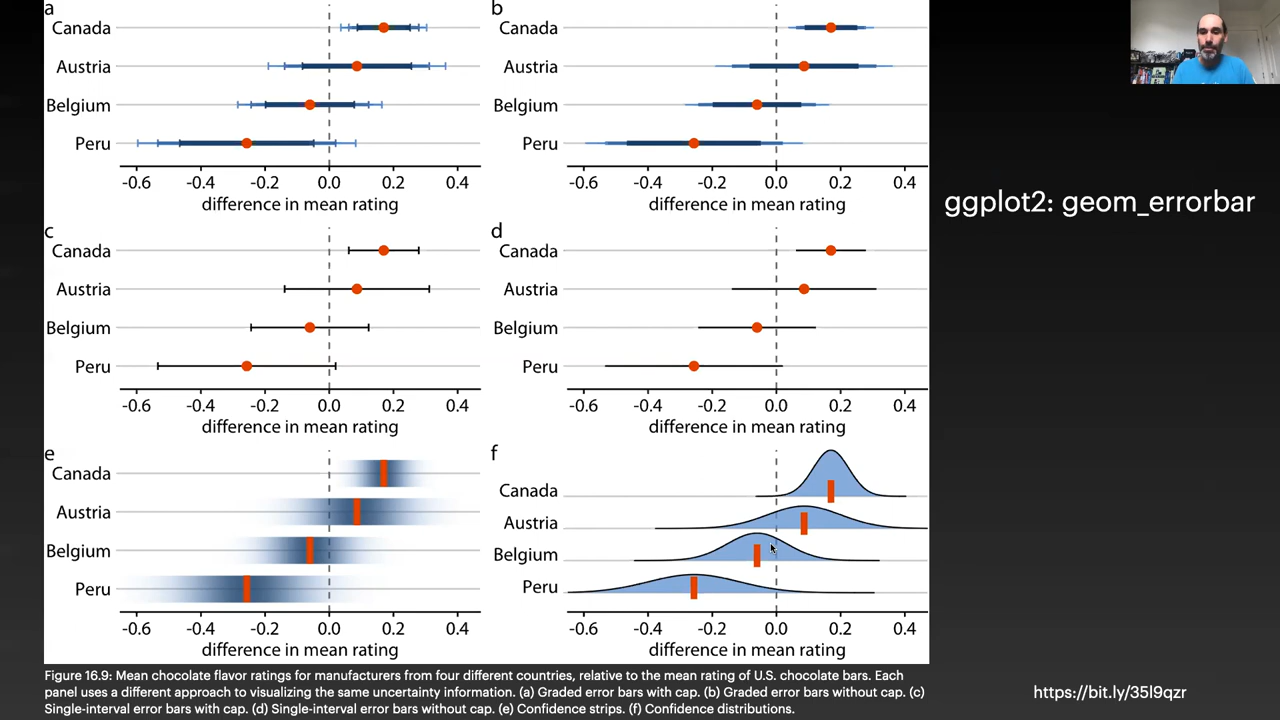 a
Canada
Austria
Belgium
Peru
-0.6 -0.4 -0.2 0.0 0.2 0.4
difference in mean rating
b
Canada
Austria
Belgium
Peru
-0.6 -0.4 -0.2 0.0 0.2 0.4
difference in mean rating
ggplot2: geom_errorbar
c
Canada
Austria
Belgium
Peru
-0.6 -0.4 -0.2 0.0 0.2 0.4
difference in mean rating
d
Canada
Austria
Belgium
Peru
-0.6 -0.4 -0.2 0.0 0.2 0.4
difference in mean rating
e
Canada
Austria
Belgium
Peru
-0.6 -0.4 -0.2 0.0 0.2 0.4
difference in mean rating
f
Canada
Austria
Belgium
Peru
-0.6 -0.4 -0.2 0.0 0.2 0.4
difference in mean rating
Figure 16.9: Mean chocolate flavor ratings for manufacturers from four different countries, relative to the mean rating of U.S. chocolate bars. Each
panel uses a different approach to visualizing the same uncertainty information. (a) Graded error bars with cap. (b) Graded error bars without cap. (c)
Single-interval error bars with cap. (d) Single-interval error bars without cap. (e) Confidence strips. (f) Confidence distributions.
https://bit.ly/35l9qzr